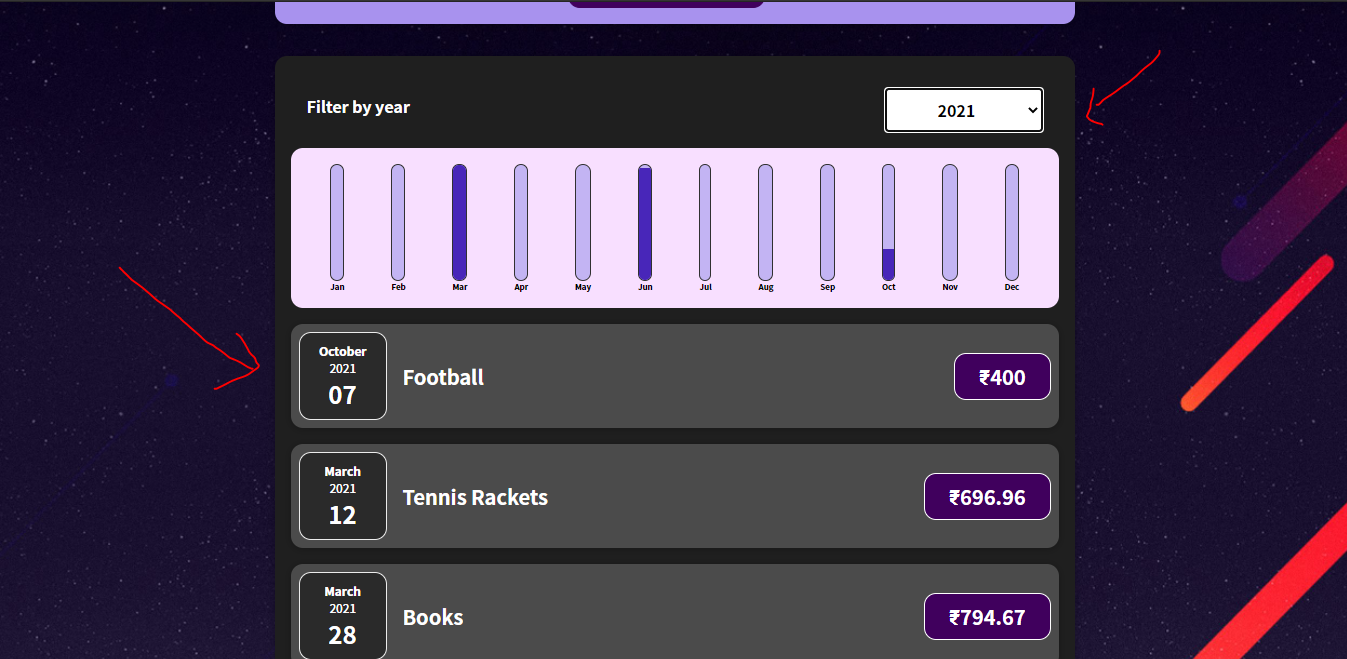 Filter by year
2021
Jan Feb Mar Apr May Jun Jul Aug Sep Oct Nov Dec
October
2021
07
Football
₹400
March
2021
12
Tennis Rackets
₹696.96
March
2021
28
Books
₹794.67